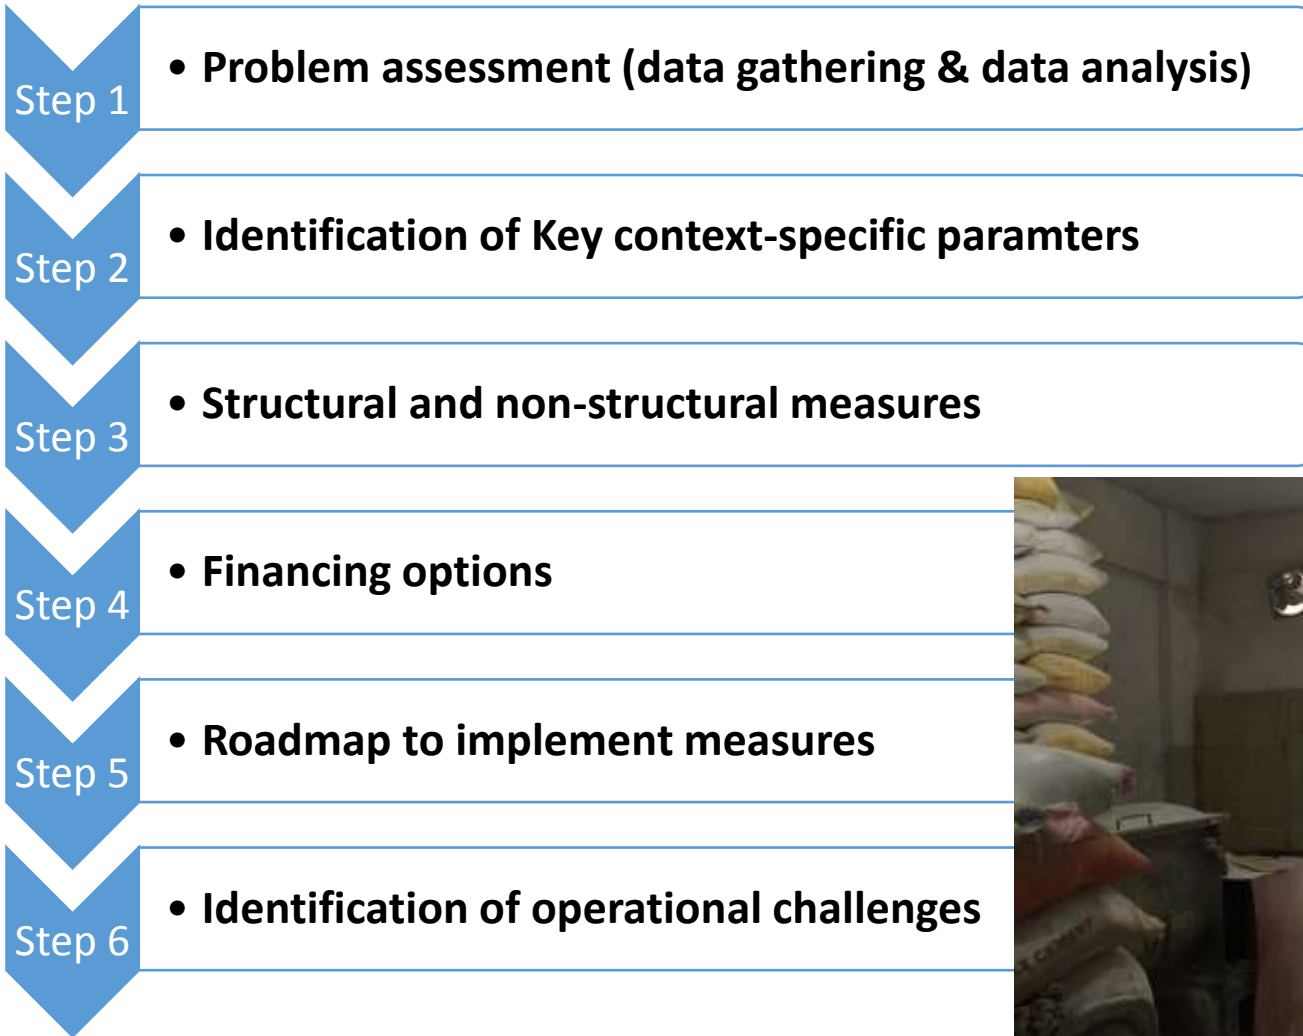 Step 1
• Problem assessment (data gathering & data analysis)
Step 2
• Identification of Key context-specific paramters
Step 3
• Structural and non-structural measures
Step 4
• Financing options
Step 5
• Roadmap to implement measures
Step 6
• Identification of operational challenges
CEMENT